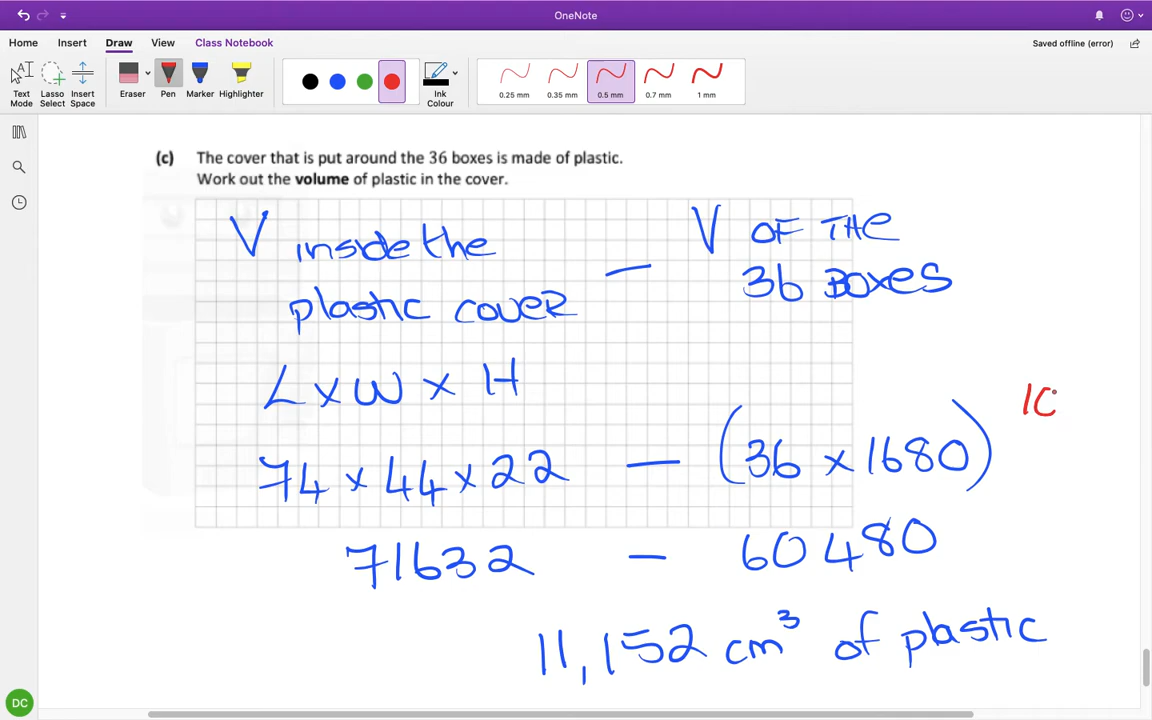 OneNote
Home Insert Draw View Class Notebook
Saved offline (error)
Text Mode
Lasso Select
Insert Space
Eraser
Pen
Marker
Highlighter
Ink Colour
0.25 mm
0.35 mm
0.5 mm
0.7 mm
1 mm
(c) The cover that is put around the 36 boxes is made of plastic.
Work out the volume of plastic in the cover.
V inside the plastic cover – V OF THE 36 BOXES
L x W x H
10
74 x 44 x 22 – (36 x 1680)
71632 – 60480
11,152 cm³ of plastic
DC